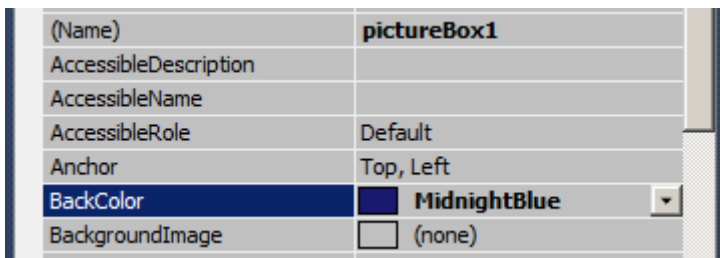 (Name) pictureBox1
AccessibleDescription
AccessibleName
AccessibleRole Default
Anchor Top, Left
BackColor MidnightBlue
BackgroundImage (none)